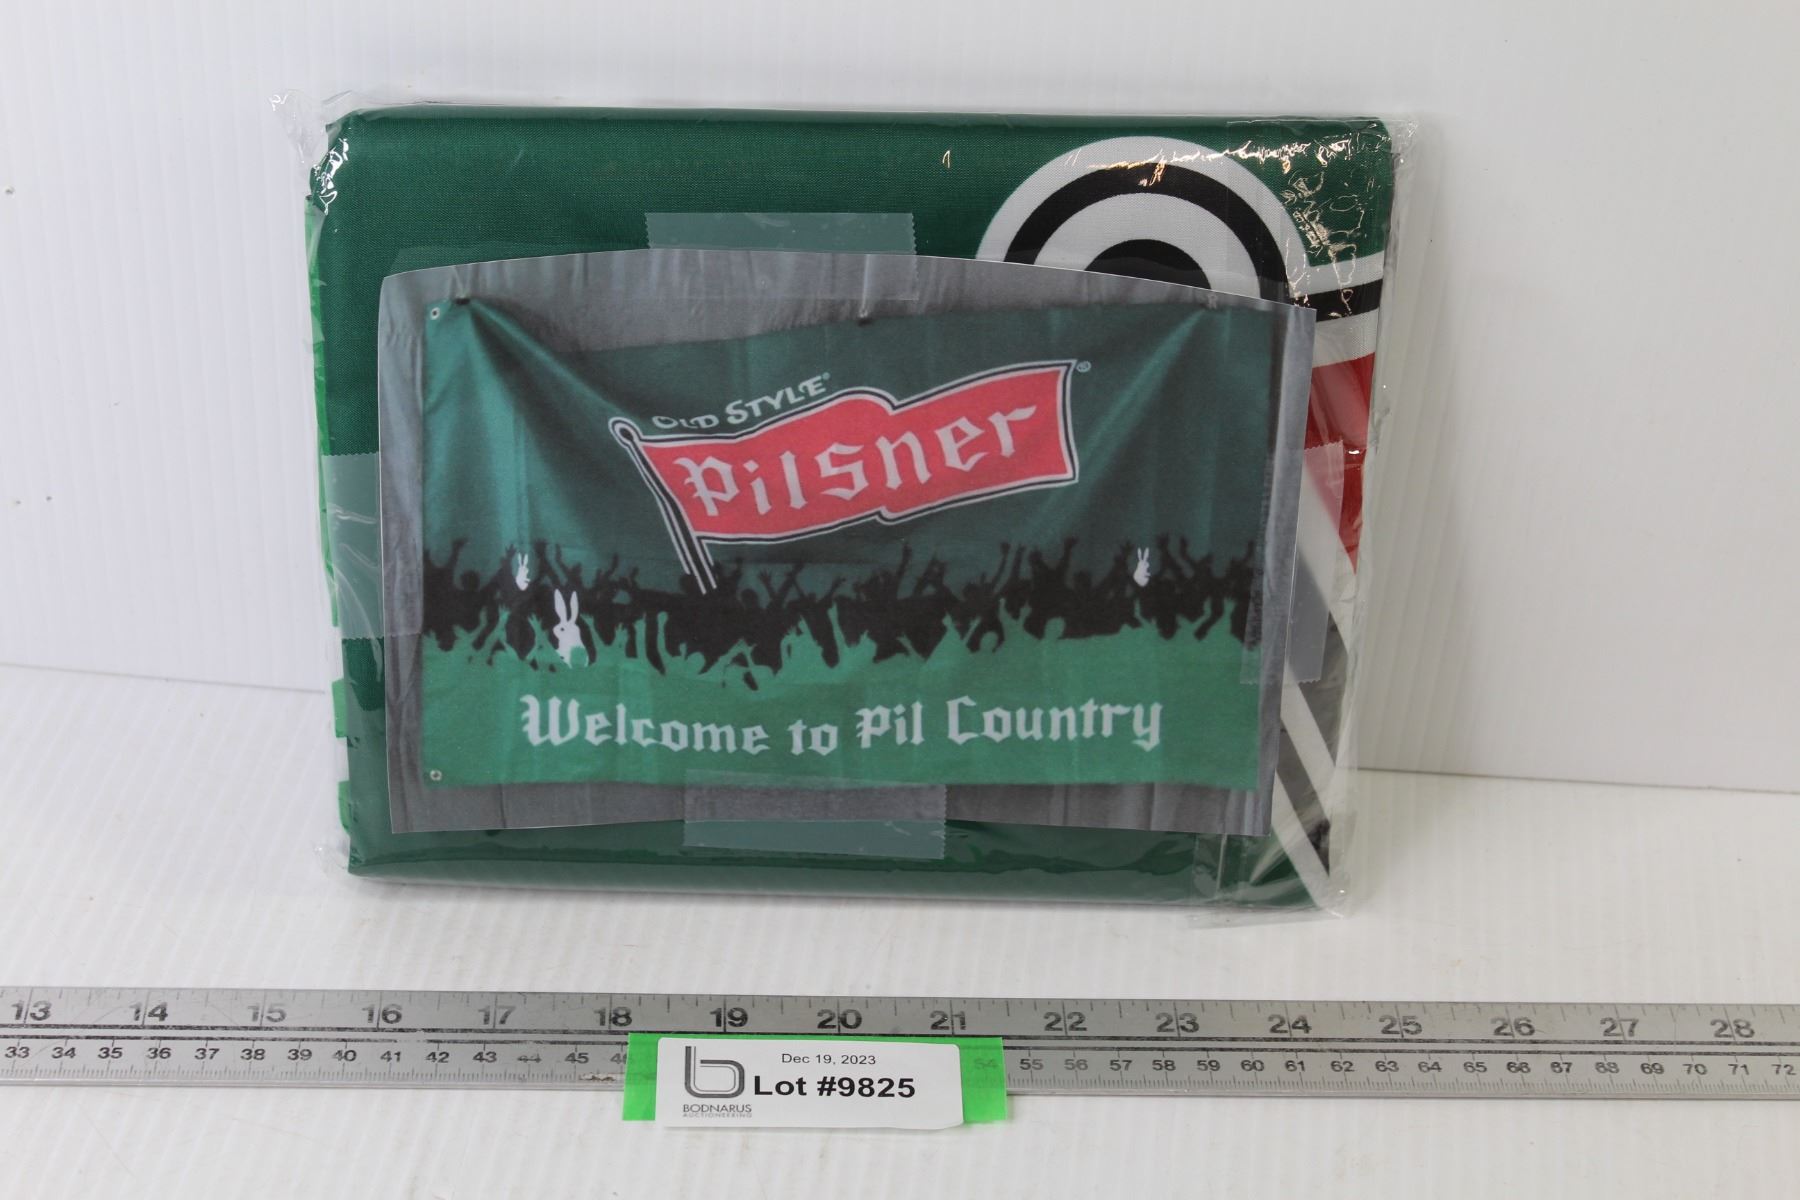 OLD STYLE®
Pilsner®
Welcome to Pil Country
13 14 15 16 17 18 19 20 21 22 23 24 25 26 27 28
33 34 35 36 37 38 39 40 41 42 43 44 45 54 55 56 57 58 59 60 61 62 63 64 65 66 67 68 69 70 71 72
Dec 19, 2023
Lot #9825
BODNARUS
AUCTIONEERING